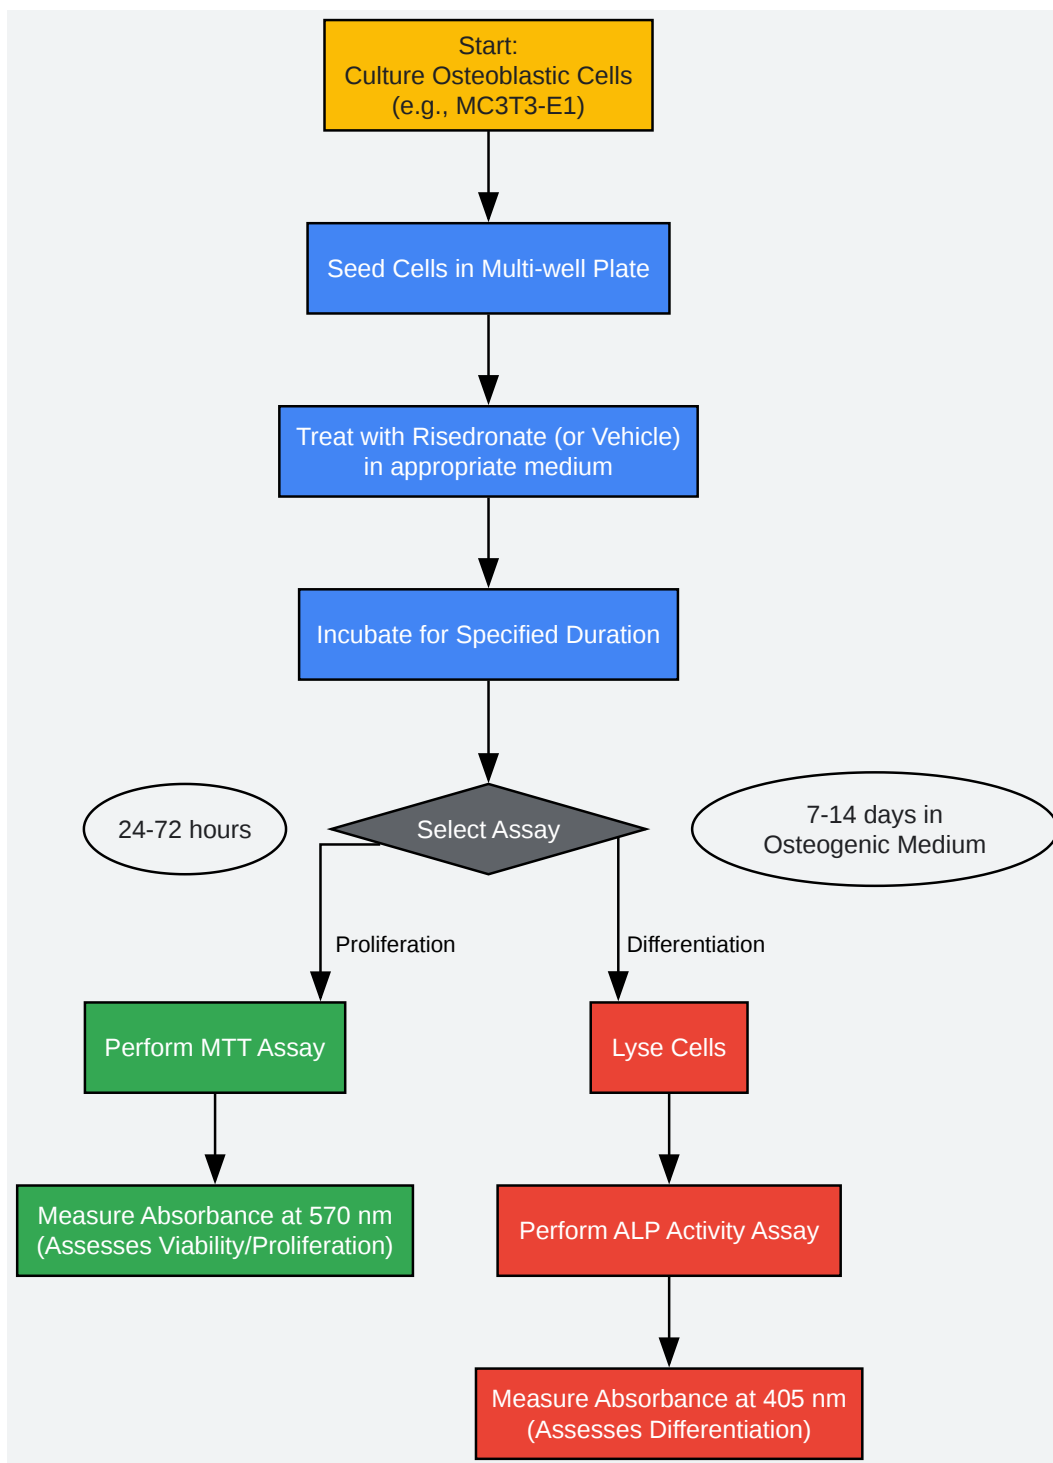 Start:
Culture Osteoblastic Cells
(e.g., MC3T3-E1)
Seed Cells in Multi-well Plate
Treat with Risedronate (or Vehicle)
in appropriate medium
Incubate for Specified Duration
24-72 hours
Select Assay
7-14 days in
Osteogenic Medium
Proliferation
Differentiation
Perform MTT Assay
Lyse Cells
Measure Absorbance at 570 nm
(Assesses Viability/Proliferation)
Perform ALP Activity Assay
Measure Absorbance at 405 nm
(Assesses Differentiation)